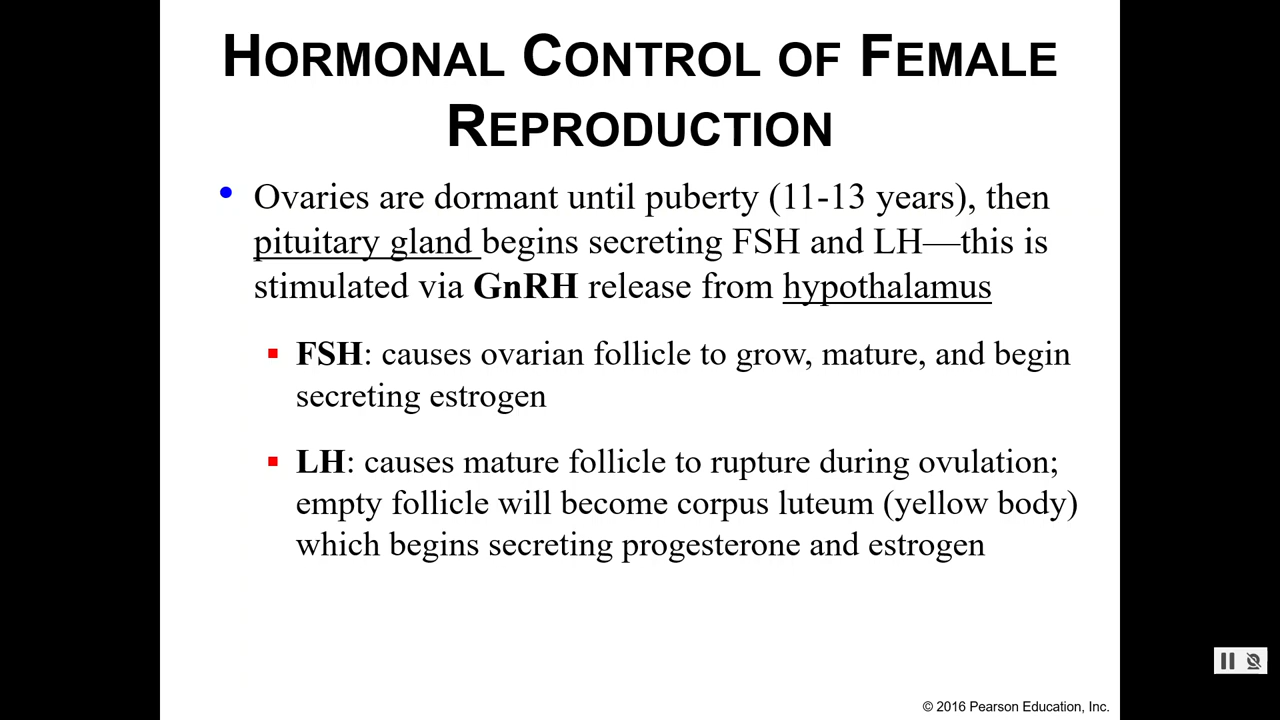 HORMONAL CONTROL OF FEMALE
REPRODUCTION
• Ovaries are dormant until puberty (11-13 years), then
pituitary gland begins secreting FSH and LH—this is
stimulated via GnRH release from hypothalamus
▪ FSH: causes ovarian follicle to grow, mature, and begin
secreting estrogen
▪ LH: causes mature follicle to rupture during ovulation;
empty follicle will become corpus luteum (yellow body)
which begins secreting progesterone and estrogen
© 2016 Pearson Education, Inc.